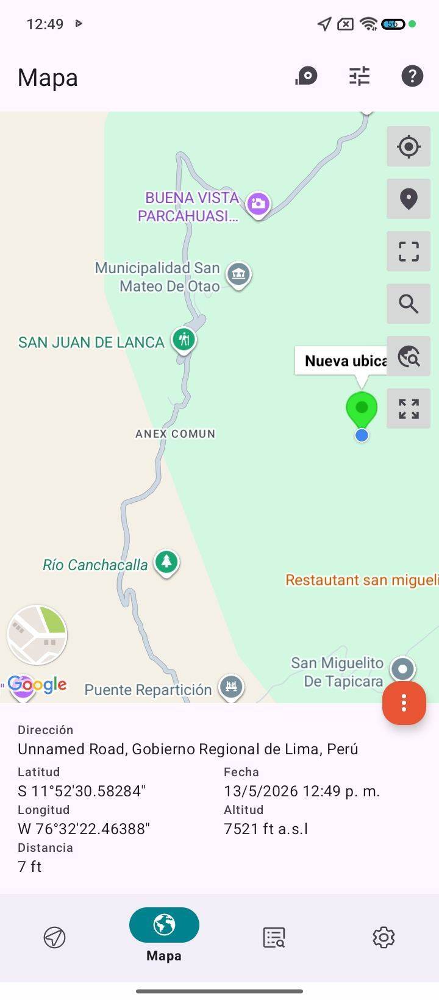 12:49
56
Mapa
BUENA VISTA
PARCAHUASI...
Municipalidad San
Mateo De Otao
SAN JUAN DE LANCA
Nueva ubica
ANEX COMUN
Río Canchacalla
Restautant san migueli
San Miguelito
De Tapicara
"
Google
Puente Repartición
Dirección
Unnamed Road, Gobierno Regional de Lima, Perú
Latitud
S 11°52'30.58284"
Fecha
13/5/2026 12:49 p. m.
Longitud
W 76°32'22.46388"
Altitud
7521 ft a.s.l
Distancia
7 ft
Mapa